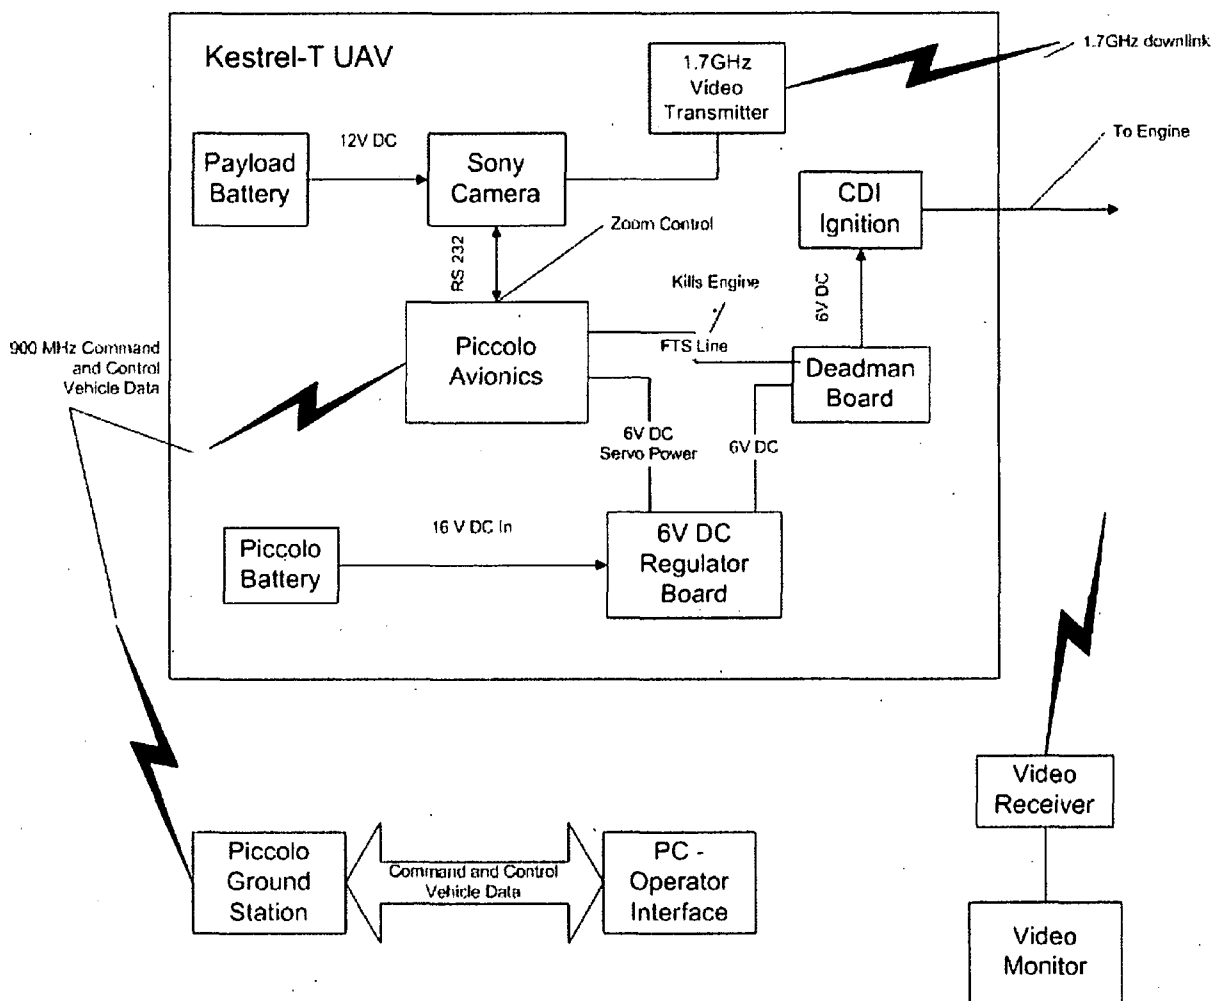 Kestrel-T UAV
1.7GHz
Video
Transmitter
1.7GHz downlink
To Engine
12V DC
Payload
Battery
Sony
Camera
CDI
Ignition
Zoom Control
RS 232
Kills Engine
6V DC
900 MHz Command
and Control
Vehicle Data
Piccolo
Avionics
FTS Line
Deadman
Board
6V DC
Servo Power
6V DC
16 V DC In
Piccolo
Battery
6V DC
Regulator
Board
Video
Receiver
Piccolo
Ground
Station
Command and Control
Vehicle Data
PC -
Operator
Interface
Video
Monitor